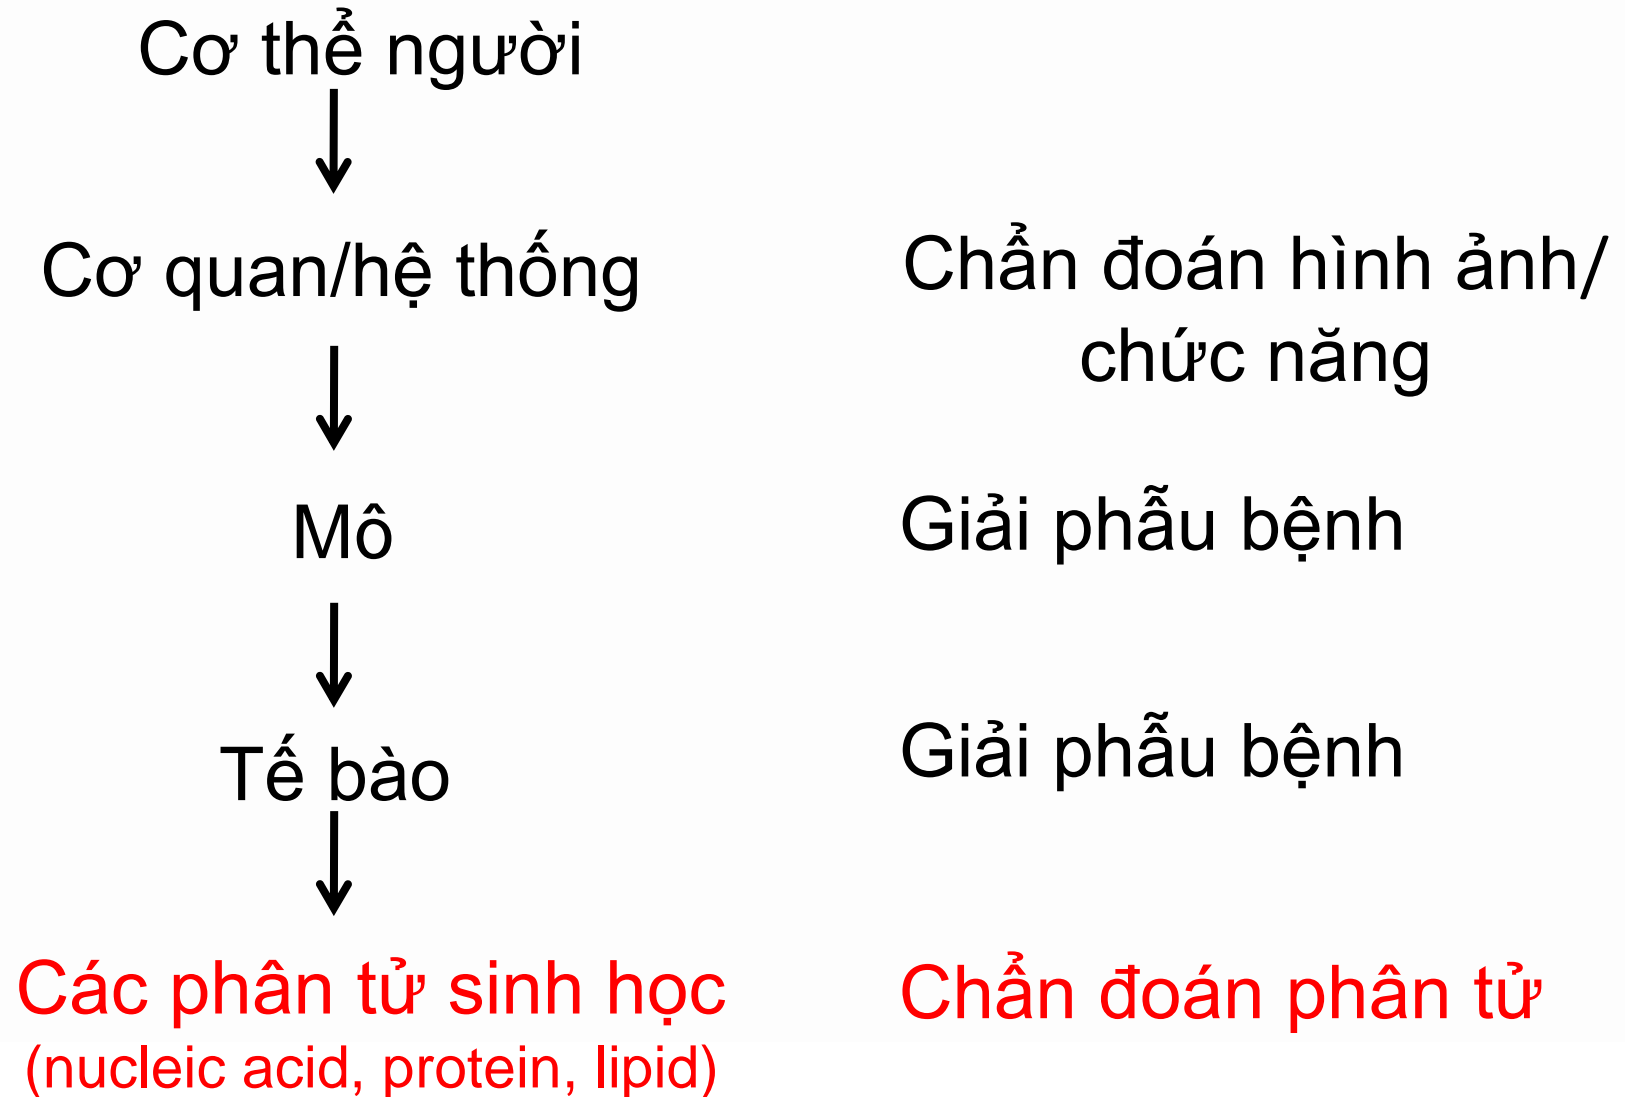 Cơ thể người
Cơ quan/hệ thống
Chẩn đoán hình ảnh/
chức năng
Mô
Giải phẫu bệnh
Tế bào
Giải phẫu bệnh
Các phân tử sinh học
(nucleic acid, protein, lipid)
Chẩn đoán phân tử